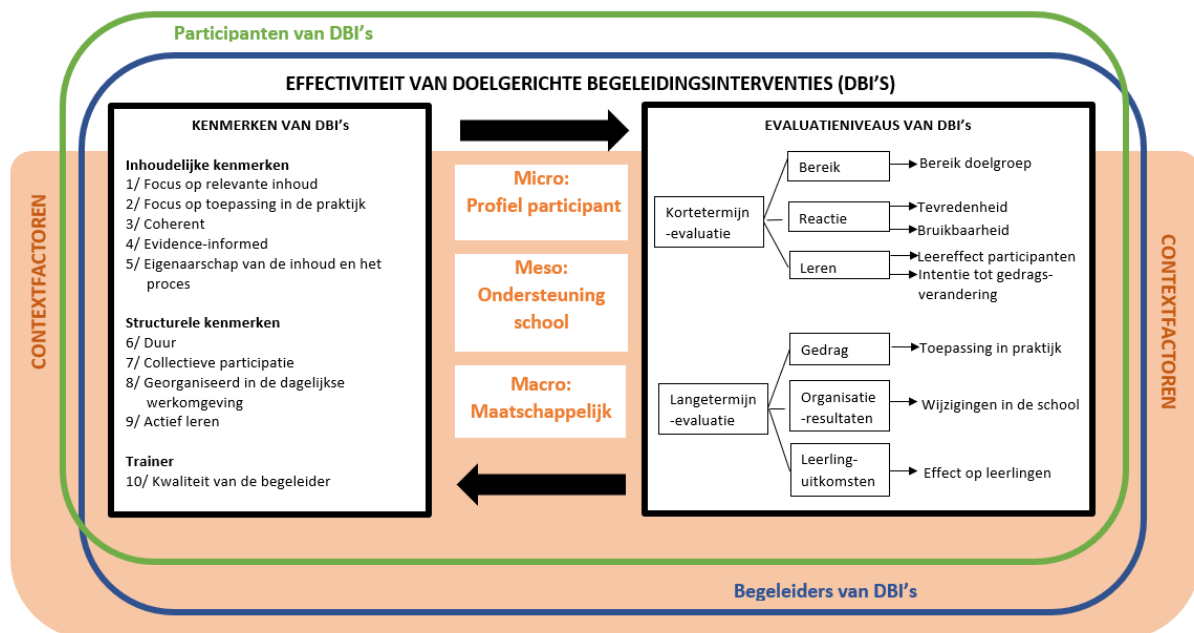 Participanten van DBI's
EFFECTIVITEIT VAN DOELGERICHTE BEGELEIDINGSINTERVENTIES (DBI'S)
CONTEXTFACTOREN
KENMERKEN VAN DBI's
Inhoudelijke kenmerken
1/ Focus op relevante inhoud
2/ Focus op toepassing in de praktijk
3/ Coherent
4/ Evidence-informed
5/ Eigenaarschap van de inhoud en het
proces
Structurele kenmerken
6/ Duur
7/ Collectieve participatie
8/ Georganiseerd in de dagelijkse
werkomgeving
9/ Actief leren
Trainer
10/ Kwaliteit van de begeleider
Micro:
Profiel participant
Meso:
Ondersteuning
school
Macro:
Maatschappelijk
EVALUATIENIVEAUS VAN DBI's
Kortetermijn
-evaluatie
Bereik
Bereik doelgroep
Reactie
Tevredenheid
Bruikbaarheid
Leren
Leereffect participanten
Intentie tot gedrags-
verandering
Langetermijn
-evaluatie
Gedrag
Toepassing in praktijk
Organisatie
-resultaten
Wijzigingen in de school
Leerling-
uitkomsten
Effect op leerlingen
CONTEXTFACTOREN
Begeleiders van DBI's